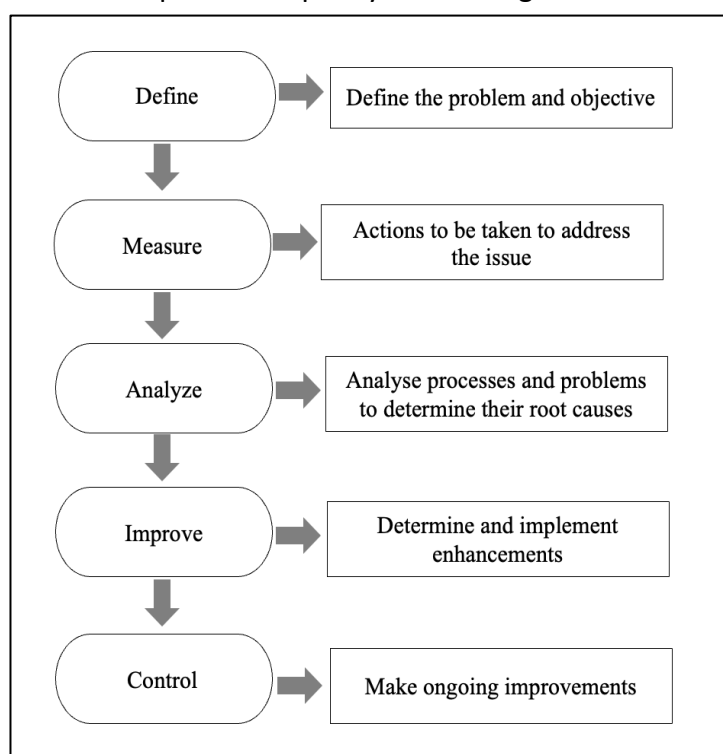 Define
Define the problem and objective
Measure
Actions to be taken to address
the issue
Analyze
Analyse processes and problems
to determine their root causes
Improve
Determine and implement
enhancements
Control
Make ongoing improvements